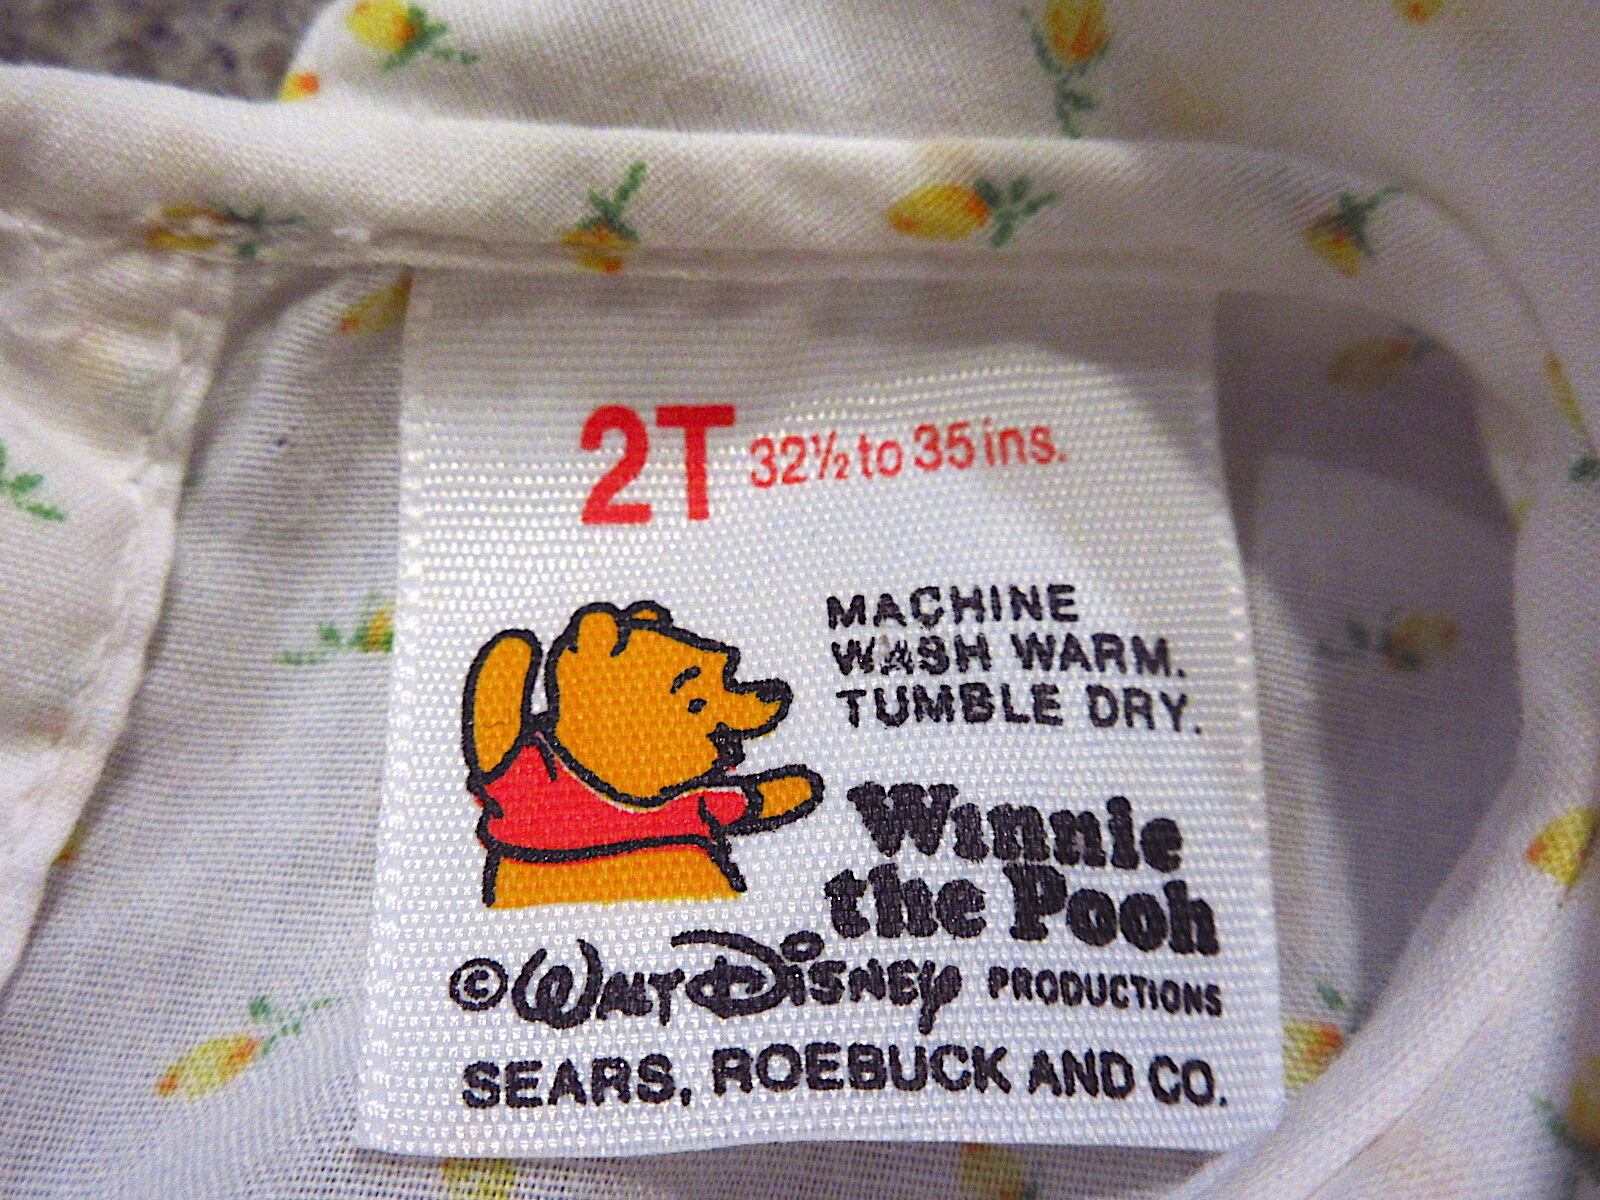 2T 32½ to 35 ins.
MACHINE
WASH WARM.
TUMBLE DRY.
Winnie
the Pooh
© WALT DISNEY PRODUCTIONS
SEARS, ROEBUCK AND CO.